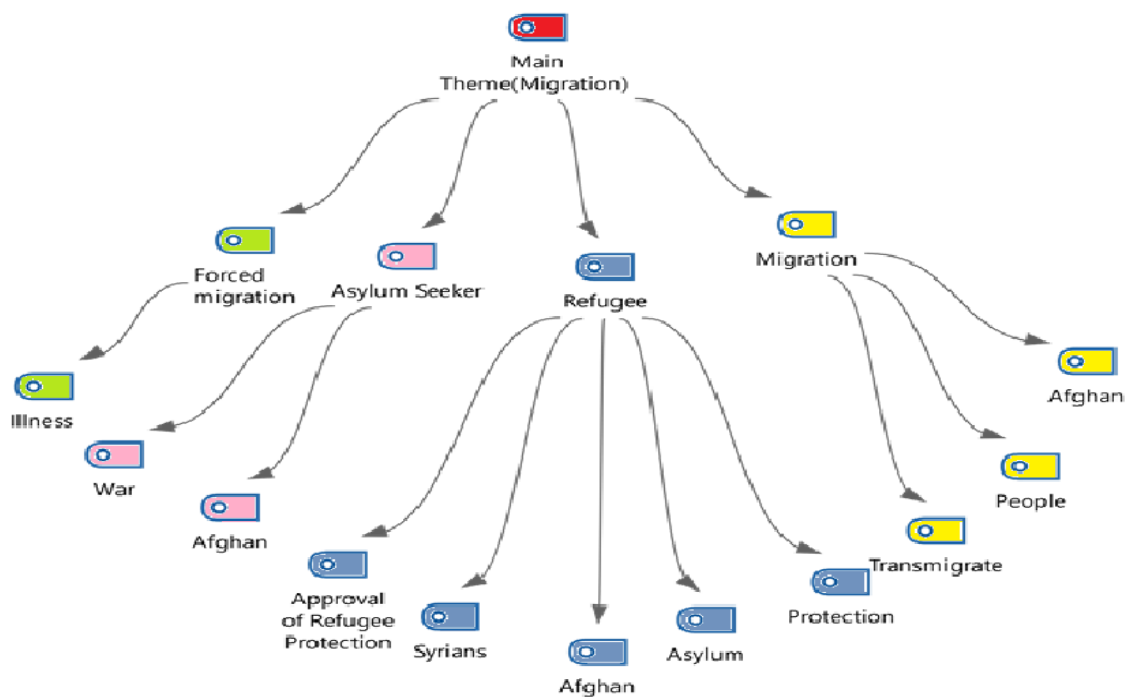 Main
Theme(Migration)
Forced
migration
Asylum Seeker
Refugee
Migration
Illness
War
Afghan
Approval
of Refugee
Protection
Syrians
Afghan
Asylum
Protection
Transmigrate
People
Afghan